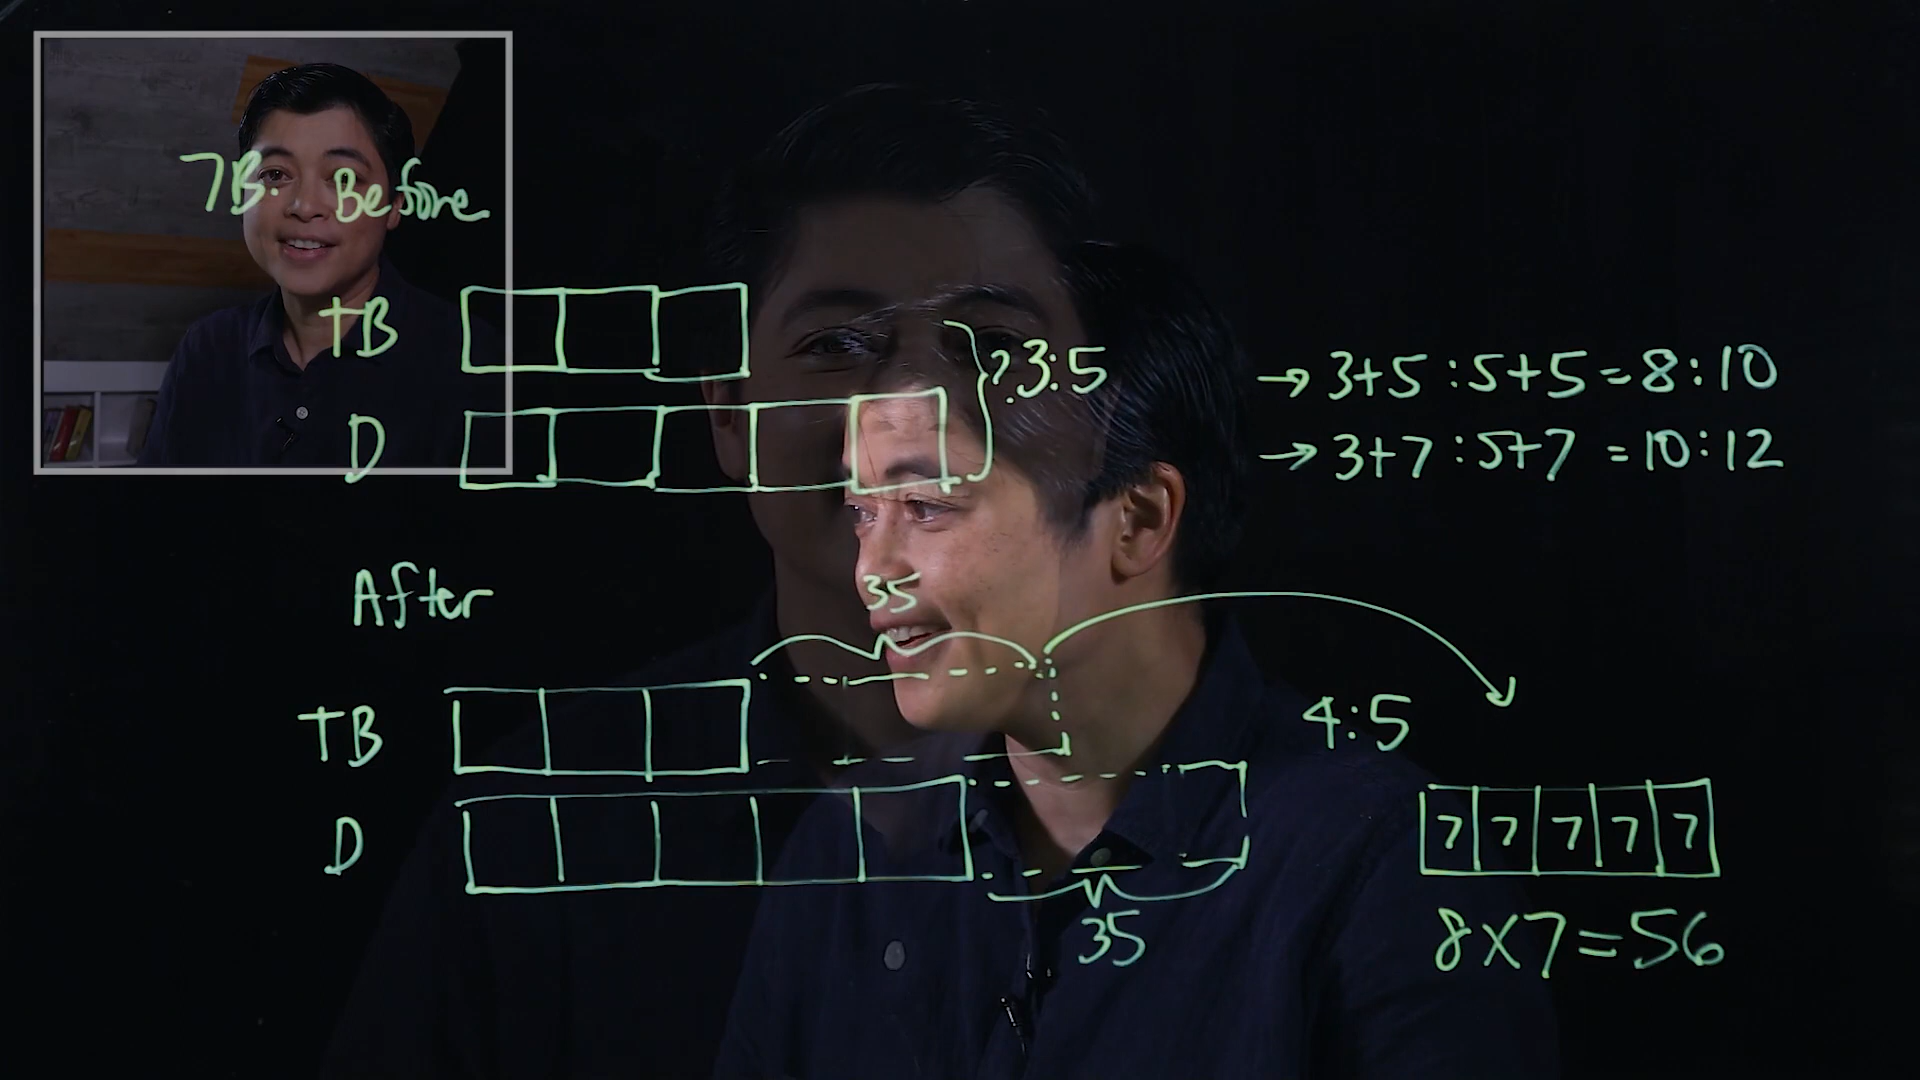 7B. Before
TB
D
?
3:5
→ 3+5 : 5+5 = 8:10
→ 3+7 : 5+7 = 10:12
After
35
TB
D
35
4:5
7 7 7 7 7
8×7=56